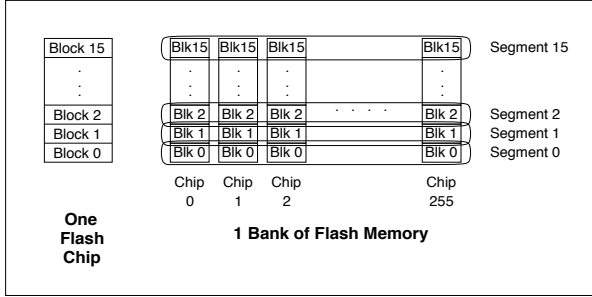 Block 15 Blk15 Blk15 Blk15 Blk15 Segment 15
. . . . .
. . . . .
. . . . .
Block 2 Blk 2 Blk 2 Blk 2 . . . . Blk 2 Segment 2
Block 1 Blk 1 Blk 1 Blk 1 Blk 1 Segment 1
Block 0 Blk 0 Blk 0 Blk 0 Blk 0 Segment 0
Chip Chip Chip Chip
0 1 2 255
One
Flash
Chip
1 Bank of Flash Memory